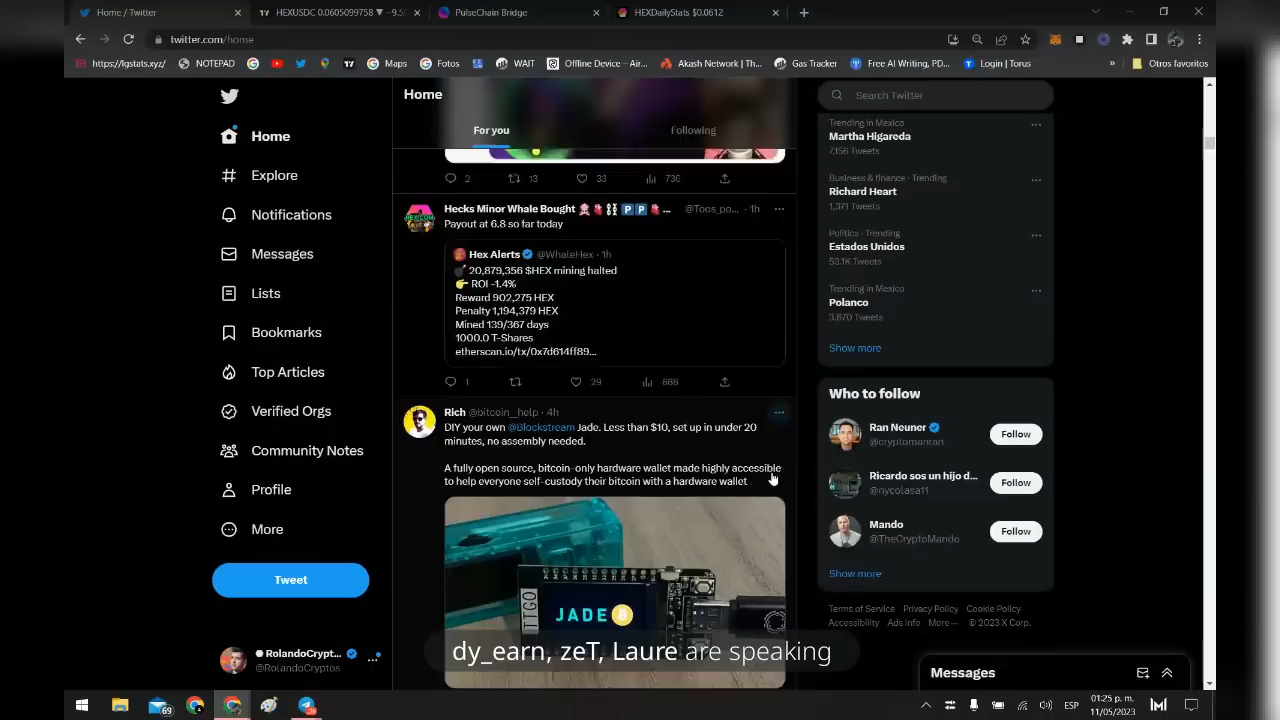 Home / Twitter
HEXUSDC 0.0605099758 ▼ −9.5
PulseChain Bridge
HEXDailyStats $0.0612
twitter.com/home
https://lgstats.xyz/
NOTEPAD
Maps
Fotos
WAIT
Offline Device – Air...
Akash Network | Th...
Gas Tracker
Free AI Writing, PD...
Login | Torus
»
Otros favoritos
Home
For you
Following
Home
Explore
Notifications
Messages
Lists
Bookmarks
Top Articles
Verified Orgs
Community Notes
Profile
More
Tweet
RolandoCrypt...
@RolandoCryptos
2 13 33 736
Hecks Minor Whale Bought ... @Toos_po... · 1h
Payout at 6.8 so far today
Hex Alerts @WhaleHex · 1h
💣 20,879,356 $HEX mining halted
👉 ROI -1.4%
Reward 902,275 HEX
Penalty 1,194,379 HEX
Mined 139/367 days
1000.0 T-Shares
etherscan.io/tx/0x7d614ff89...
1 29 686
Rich @bitcoin_help · 4h
DIY your own @Blockstream Jade. Less than $10, set up in under 20
minutes, no assembly needed.
A fully open source, bitcoin-only hardware wallet made highly accessible
to help everyone self-custody their bitcoin with a hardware wallet
TTGO
JADE
dy_earn, zeT, Laure are speaking
Search Twitter
Trending in Mexico
Martha Higareda
7,156 Tweets
Business & finance · Trending
Richard Heart
1,371 Tweets
Politics · Trending
Estados Unidos
53.1K Tweets
Trending in Mexico
Polanco
3,670 Tweets
Show more
Who to follow
Ran Neuner
@cryptomanran
Follow
Ricardo sos un hijo d...
@nycolasa11
Follow
Mando
@TheCryptoMando
Follow
Show more
Terms of Service Privacy Policy Cookie Policy
Accessibility Ads Info More ··· © 2023 X Corp.
Messages
69
ESP
01:25 p. m.
11/05/2023